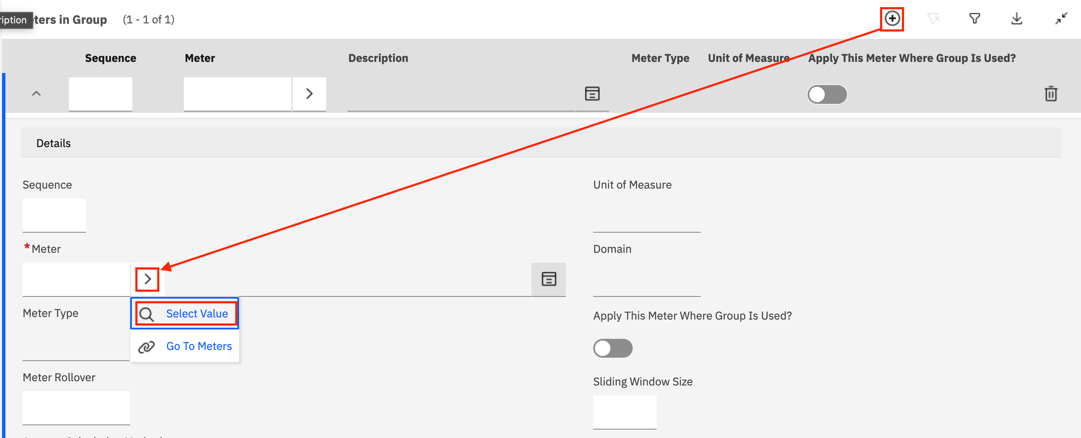 ription
eters in Group (1 - 1 of 1)
Sequence Meter Description Meter Type Unit of Measure Apply This Meter Where Group Is Used?
Details
Sequence Unit of Measure
* Meter Domain
Select Value
Meter Type Apply This Meter Where Group Is Used?
Go To Meters
Meter Rollover Sliding Window Size